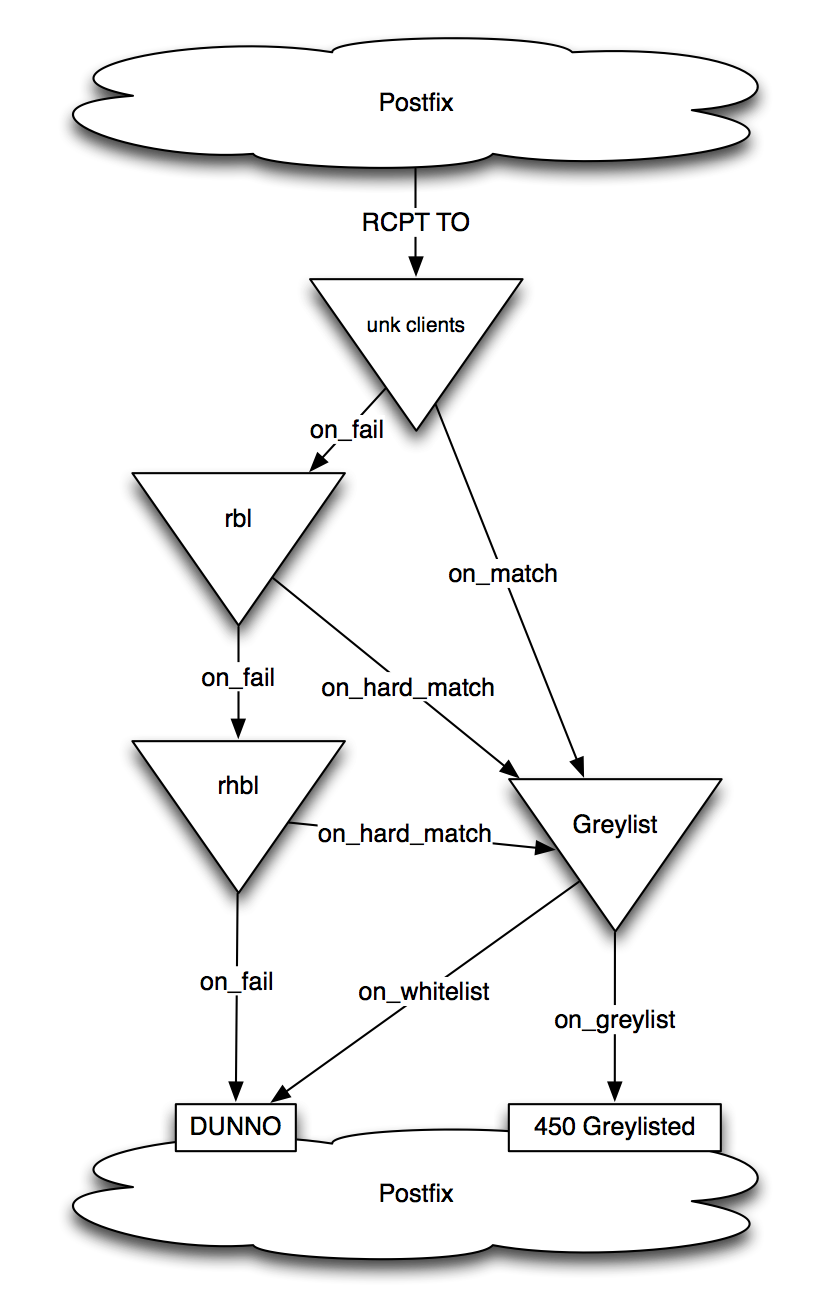 Postfix
RCPT TO
unk clients
on_fail
rbl
on_match
on_fail
on_hard_match
rhbl
Greylist
on_hard_match
on_fail
on_whitelist
on_greylist
DUNNO
450 Greylisted
Postfix